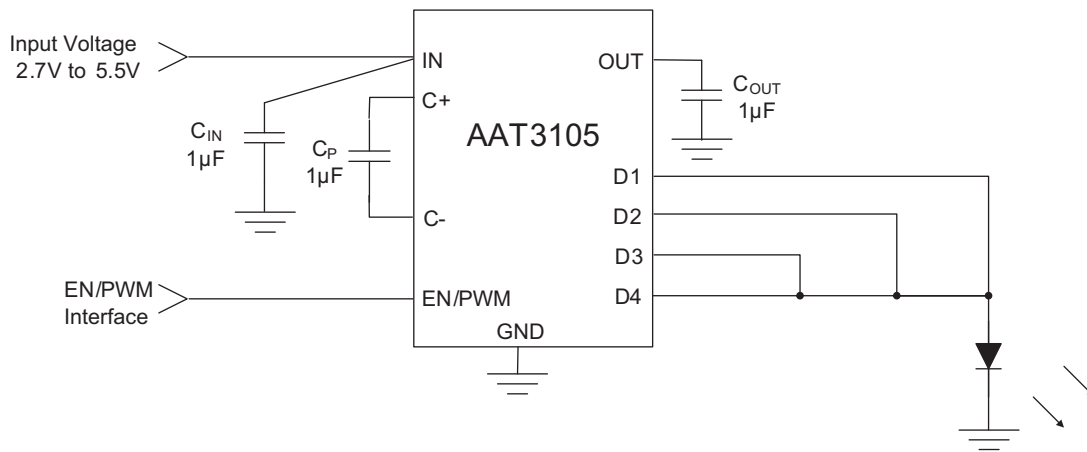 Input Voltage
2.7V to 5.5V
IN
OUT
C+
COUT
1µF
CIN
1µF
CP
1µF
AAT3105
D1
C-
D2
D3
EN/PWM
Interface
EN/PWM
D4
GND